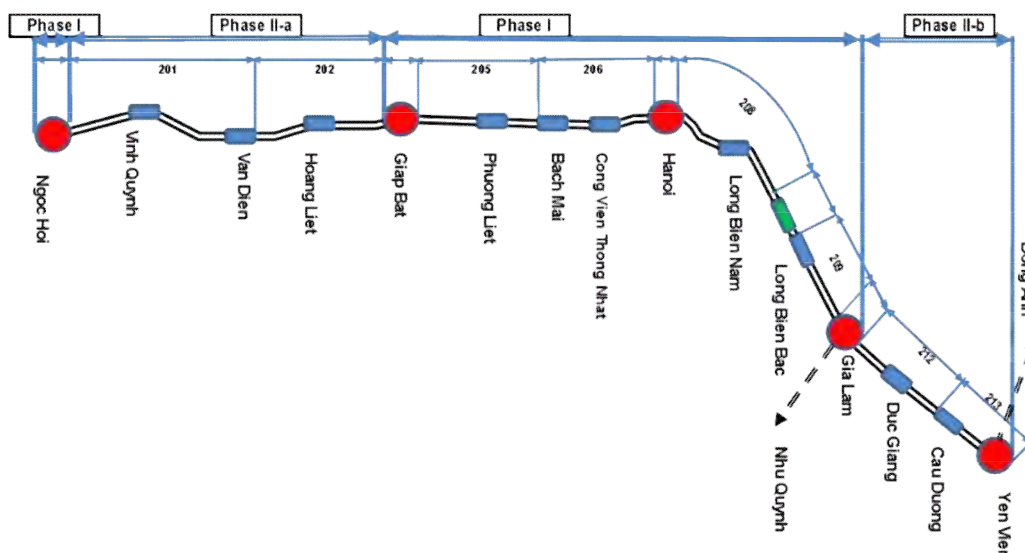 Phase I
Phase II-a
Phase I
Phase II-b
201
202
205
206
208
209
212
213
Ngoc Hoi
Vinh Quynh
Van Dien
Hoang Liet
Giap Bat
Phuong Liet
Bach Mai
Cong Vien Thong Nhat
Hanoi
Long Bien Nam
Long Bien Bac
Gia Lam
Nhu Quynh
Duc Giang
Cau Duong
Yen Vien